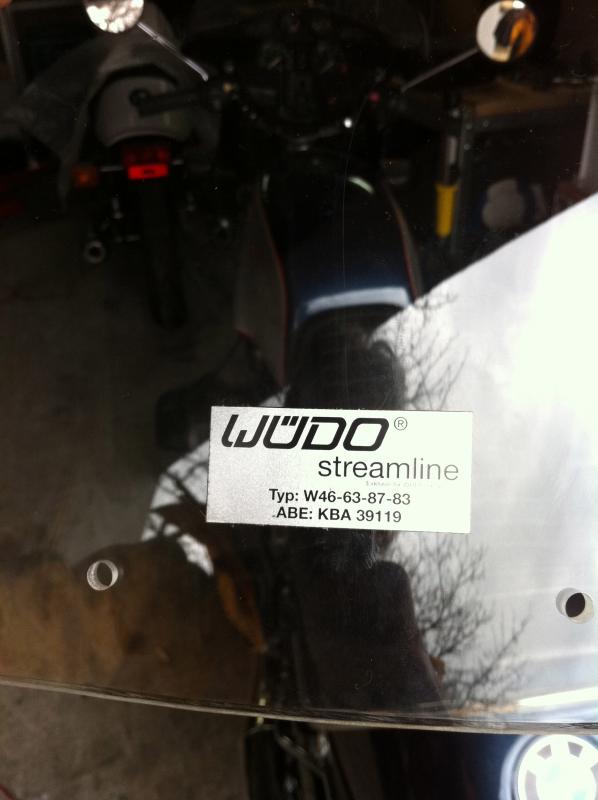 WÜDO®
streamline
Typ: W46-63-87-83
ABE: KBA 39119